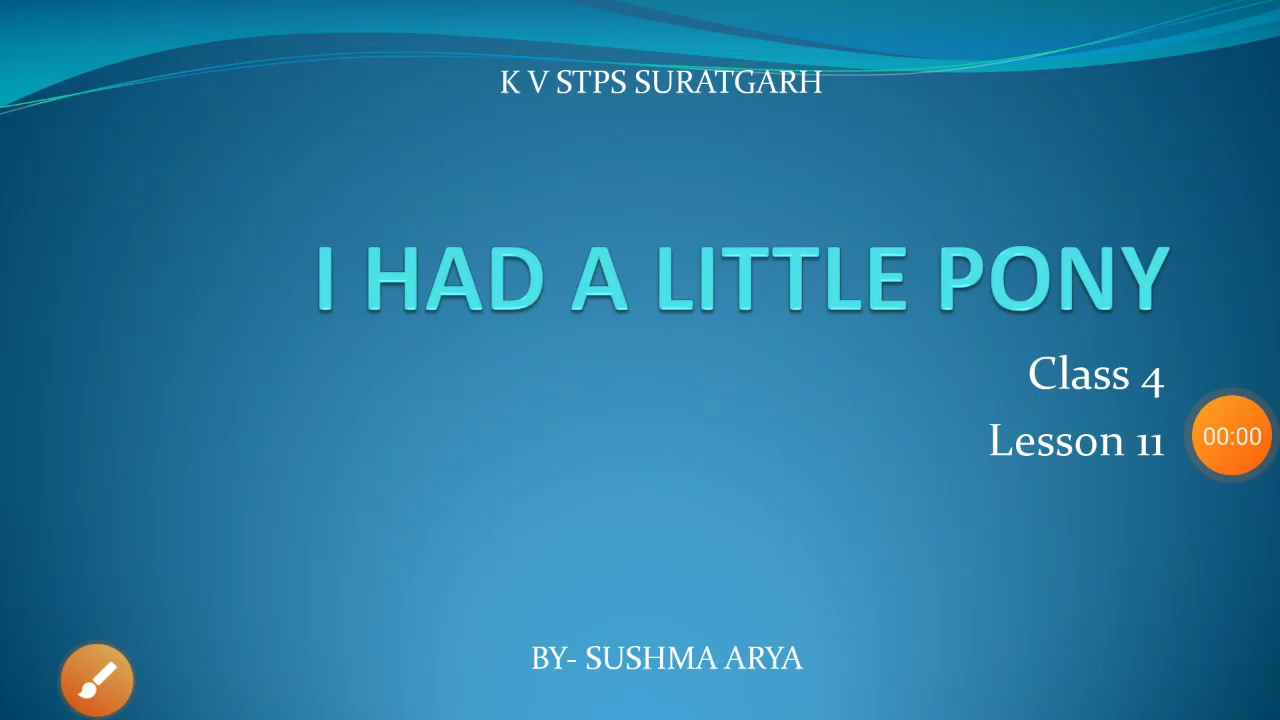 K V STPS SURATGARH
I HAD A LITTLE PONY
Class 4
Lesson 11
00:00
BY- SUSHMA ARYA